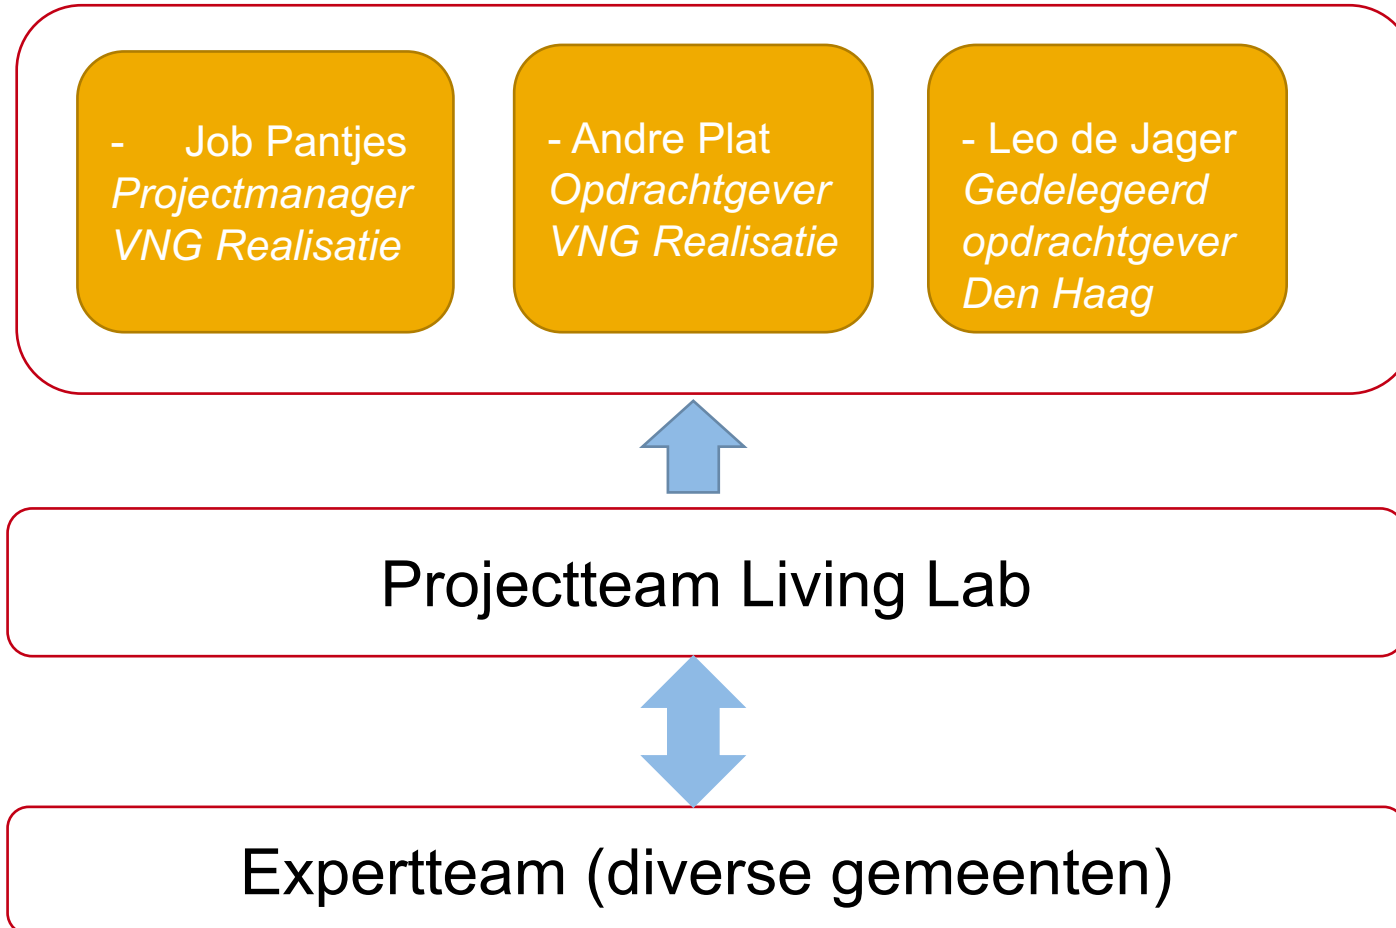 - Job Pantjes
Projectmanager
VNG Realisatie
- Andre Plat
Opdrachtgever
VNG Realisatie
- Leo de Jager
Gedelegeerd
opdrachtgever
Den Haag
Projectteam Living Lab
Expertteam (diverse gemeenten)